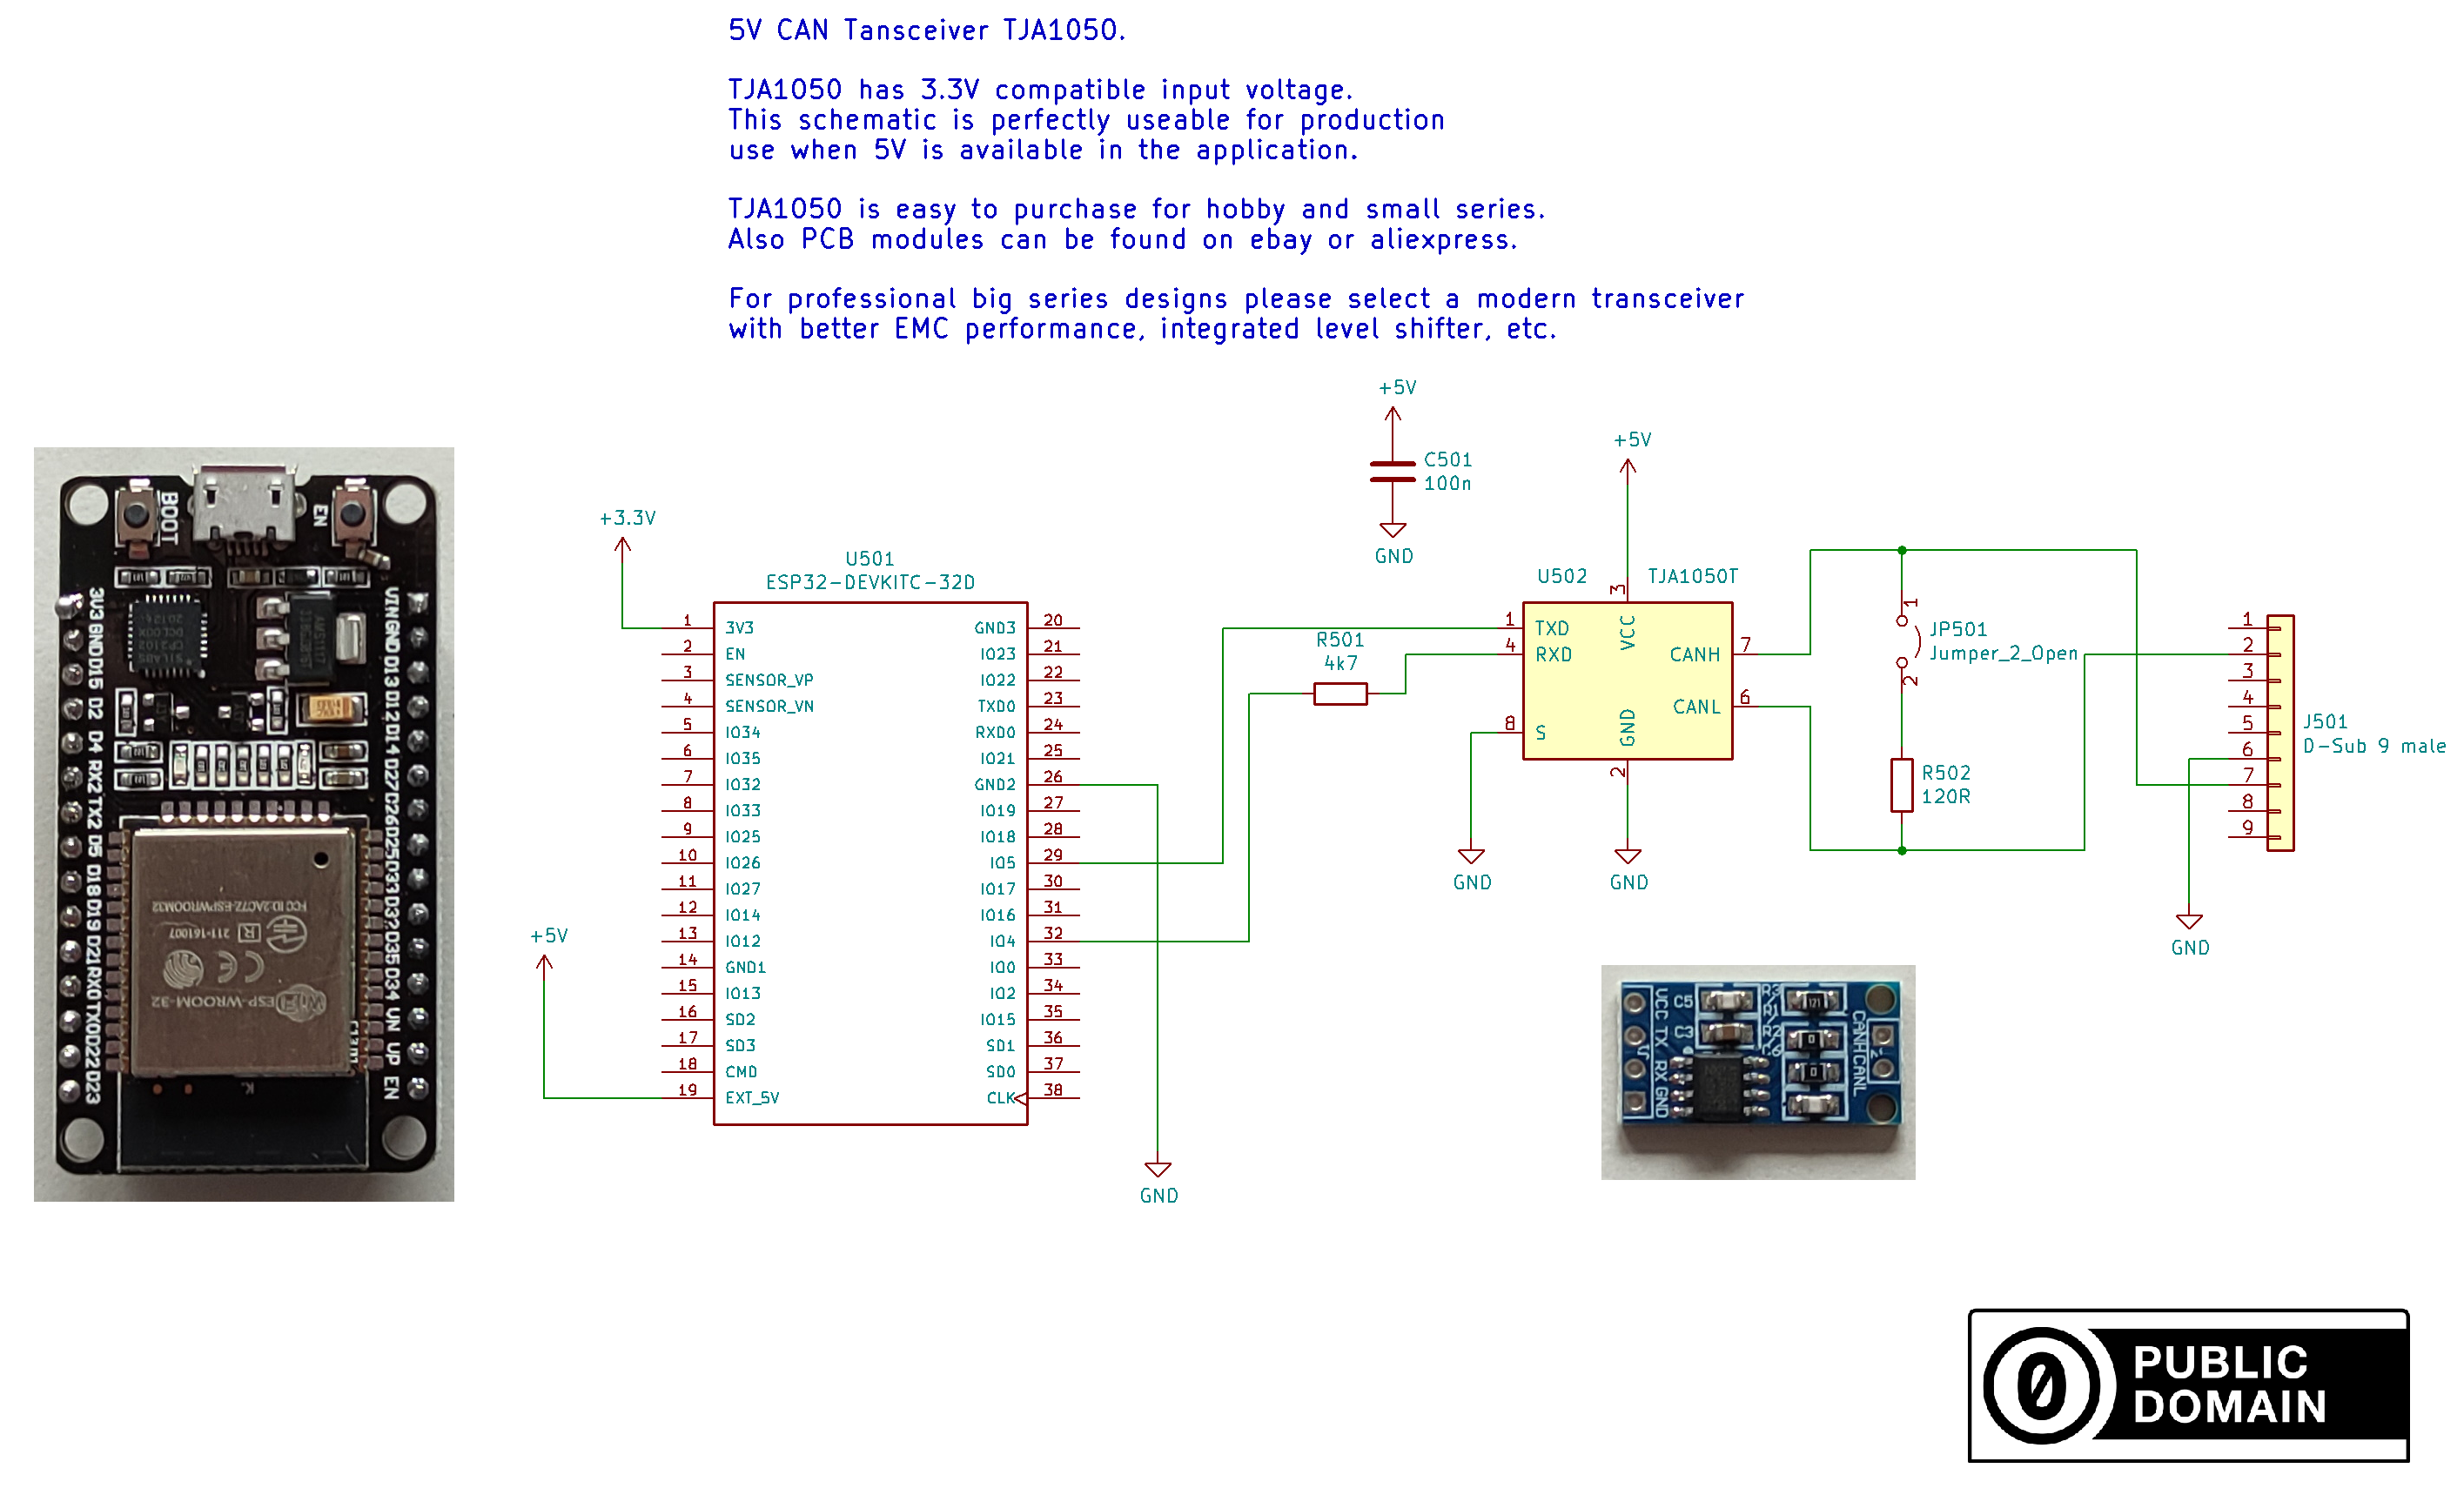 5V CAN Tansceiver TJA1050.
TJA1050 has 3.3V compatible input voltage.
This schematic is perfectly useable for production
use when 5V is available in the application.
TJA1050 is easy to purchase for hobby and small series.
Also PCB modules can be found on ebay or aliexpress.
For professional big series designs please select a modern transceiver
with better EMC performance, integrated level shifter, etc.
BOOT
EN
3V3 GND D15 D2 D4 RX2 TX2 D5 D18 D19 D21 RX0 TX0 D22 D23
VIN GND D13 D12 D14 D27 D26 D25 D33 D32 D35 D34 VN VP EN
FCC ID:2AC7Z-ESPWROOM32
R 211-161007
CE
WiFi ESP-WROOM-32
+3.3V
+5V
U501
ESP32-DEVKITC-32D
1 3V3
2 EN
3 SENSOR_VP
4 SENSOR_VN
5 IO34
6 IO35
7 IO32
8 IO33
9 IO25
10 IO26
11 IO27
12 IO14
13 IO12
14 GND1
15 IO13
16 SD2
17 SD3
18 CMD
19 EXT_5V
GND3 20
IO23 21
IO22 22
TXD0 23
RXD0 24
IO21 25
GND2 26
IO19 27
IO18 28
IO5 29
IO17 30
IO16 31
IO4 32
IO0 33
IO2 34
IO15 35
SD1 36
SD0 37
CLK 38
GND
+5V
C501
100n
GND
R501
4k7
+5V
U502 TJA1050T
1 TXD
4 RXD
8 S
3 VCC
2 GND
CANH 7
CANL 6
GND
GND
1
JP501
Jumper_2_Open
2
R502
120R
1
2
3
4
5
6
7
8
9
J501
D-Sub 9 male
GND
VCC TX RX GND
C5
C3
R3
R1
R2
121
0
0
CANH CANL
PUBLIC
DOMAIN